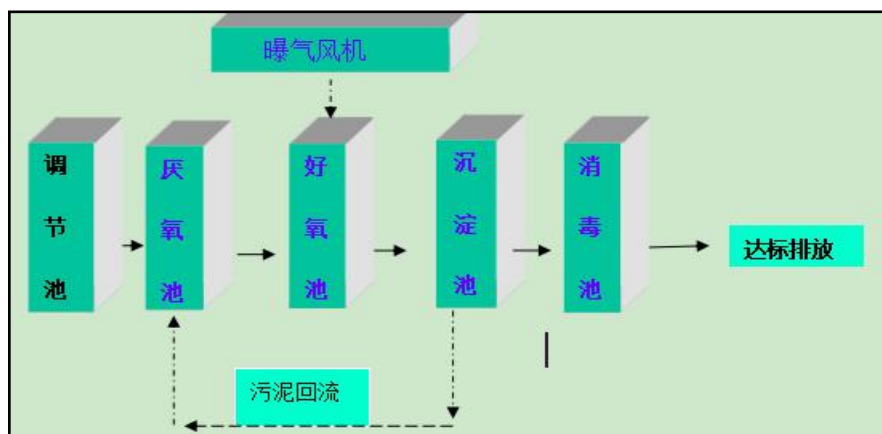 曝气风机
调节池
厌氧池
好氧池
沉淀池
消毒池
达标排放
污泥回流